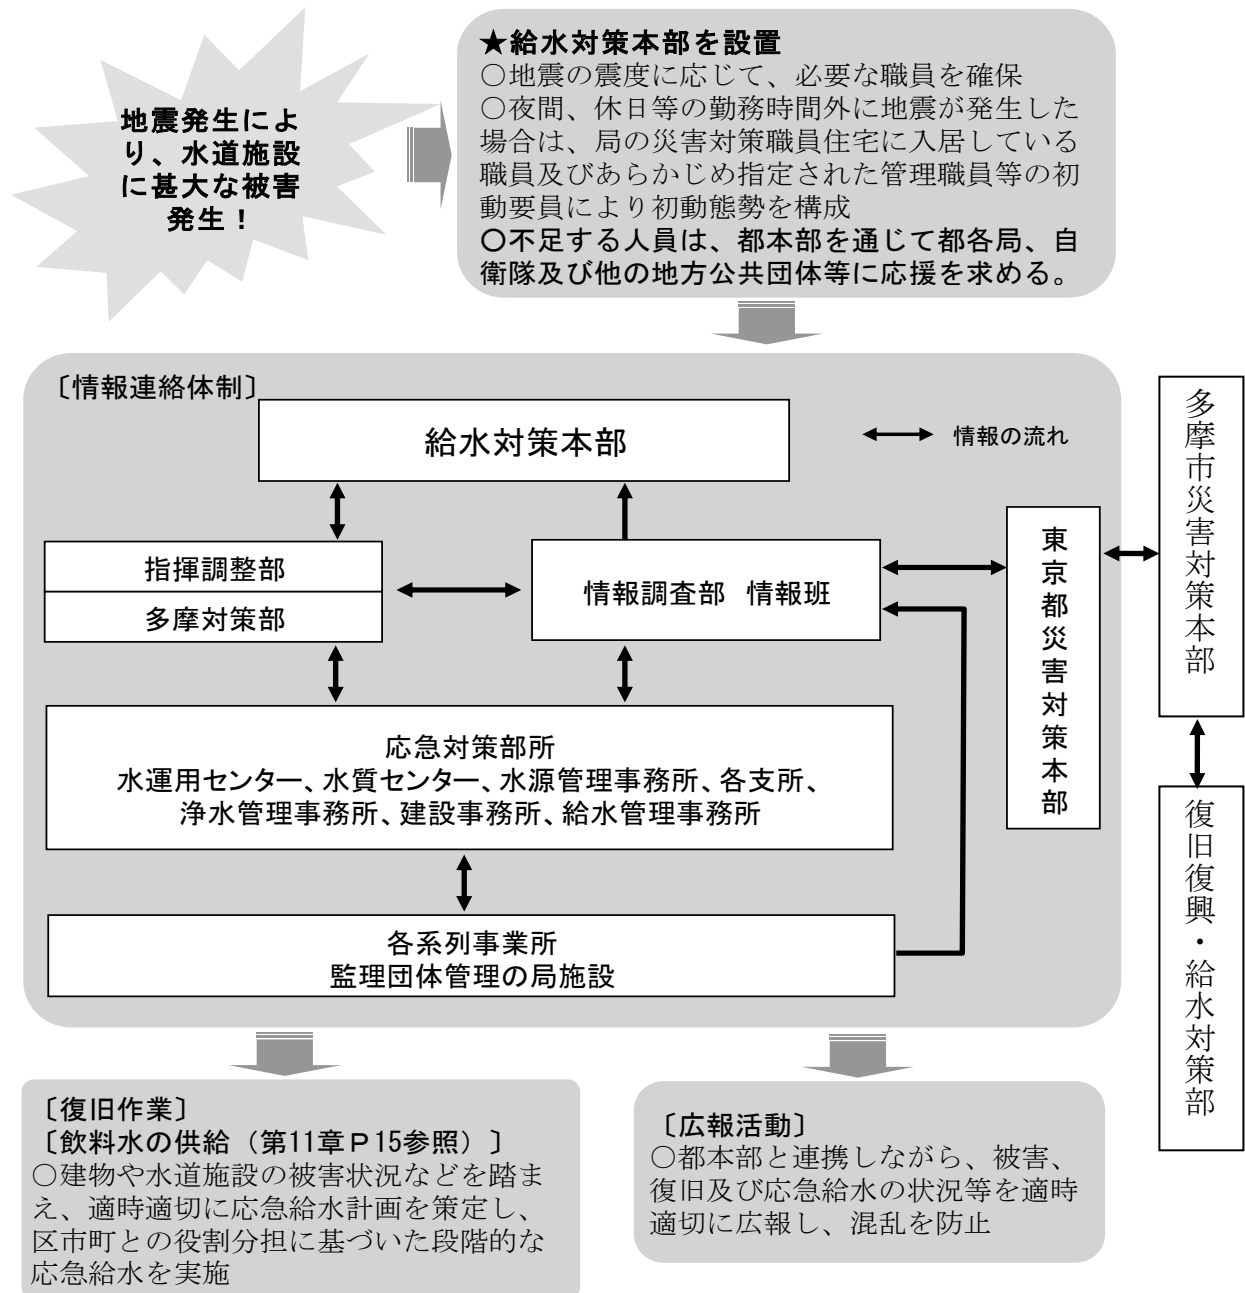 地震発生によ
り、水道施設
に甚大な被害
発生！
★給水対策本部を設置
○地震の震度に応じて、必要な職員を確保
○夜間、休日等の勤務時間外に地震が発生した
場合は、局の災害対策職員住宅に入居している
職員及びあらかじめ指定された管理職員等の初
動要員により初動態勢を構成
○不足する人員は、都本部を通じて都各局、自
衛隊及び他の地方公共団体等に応援を求める。
〔情報連絡体制〕
給水対策本部
情報の流れ
指揮調整部
多摩対策部
情報調査部　情報班
東京都災害対策本部
多摩市災害対策本部
応急対策部所
水運用センター、水質センター、水源管理事務所、各支所、
浄水管理事務所、建設事務所、給水管理事務所
復旧復興・給水対策部
各系列事業所
監理団体管理の局施設
〔復旧作業〕
〔飲料水の供給（第11章Ｐ15参照）〕
○建物や水道施設の被害状況などを踏ま
え、適時適切に応急給水計画を策定し、
区市町との役割分担に基づいた段階的な
応急給水を実施
〔広報活動〕
○都本部と連携しながら、被害、
復旧及び応急給水の状況等を適時
適切に広報し、混乱を防止